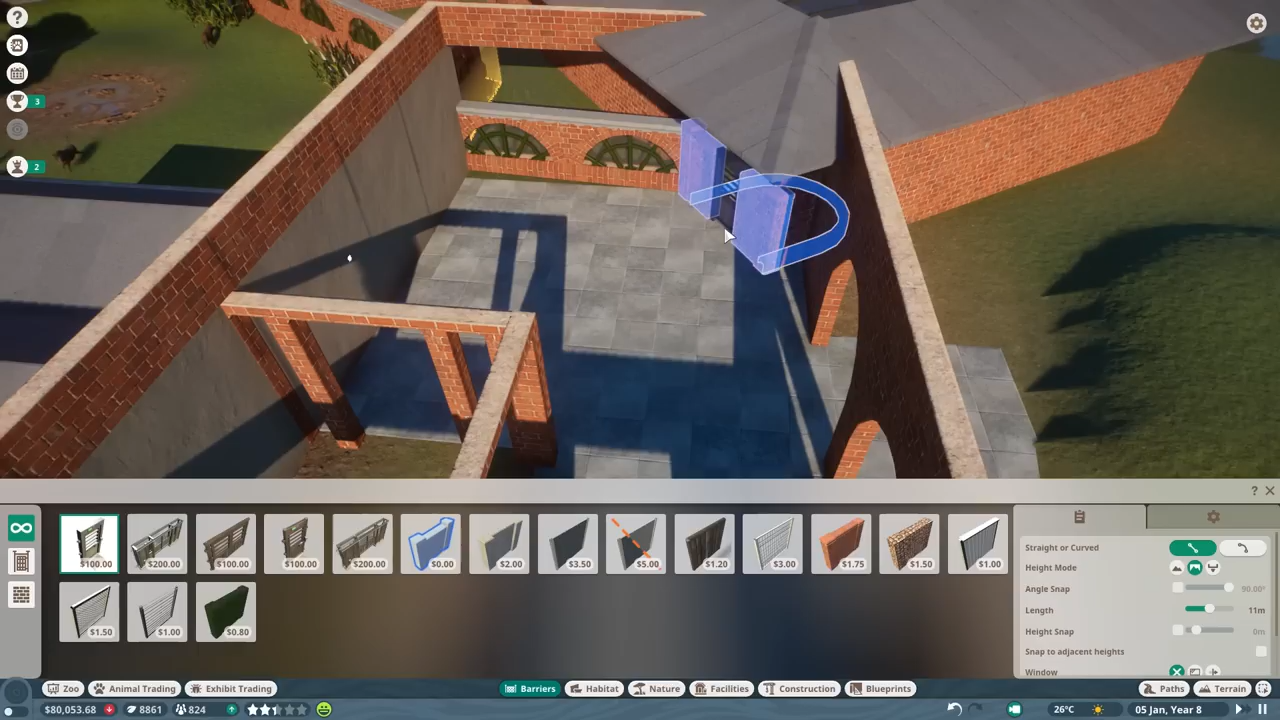 ?
3
2
? ×
$100.00 $200.00 $100.00 $100.00 $200.00 $0.00 $2.00 $3.50 $5.00 $1.20 $3.00 $1.75 $1.50 $1.00
$1.50 $1.00 $0.80
Straight or Curved
Height Mode
Angle Snap 90.00°
Length 11m
Height Snap 0m
Snap to adjacent heights
Window
Zoo Animal Trading Exhibit Trading Barriers Habitat Nature Facilities Construction Blueprints Paths Terrain
$80,053.68 8861 824 26°C 05 Jan, Year 8